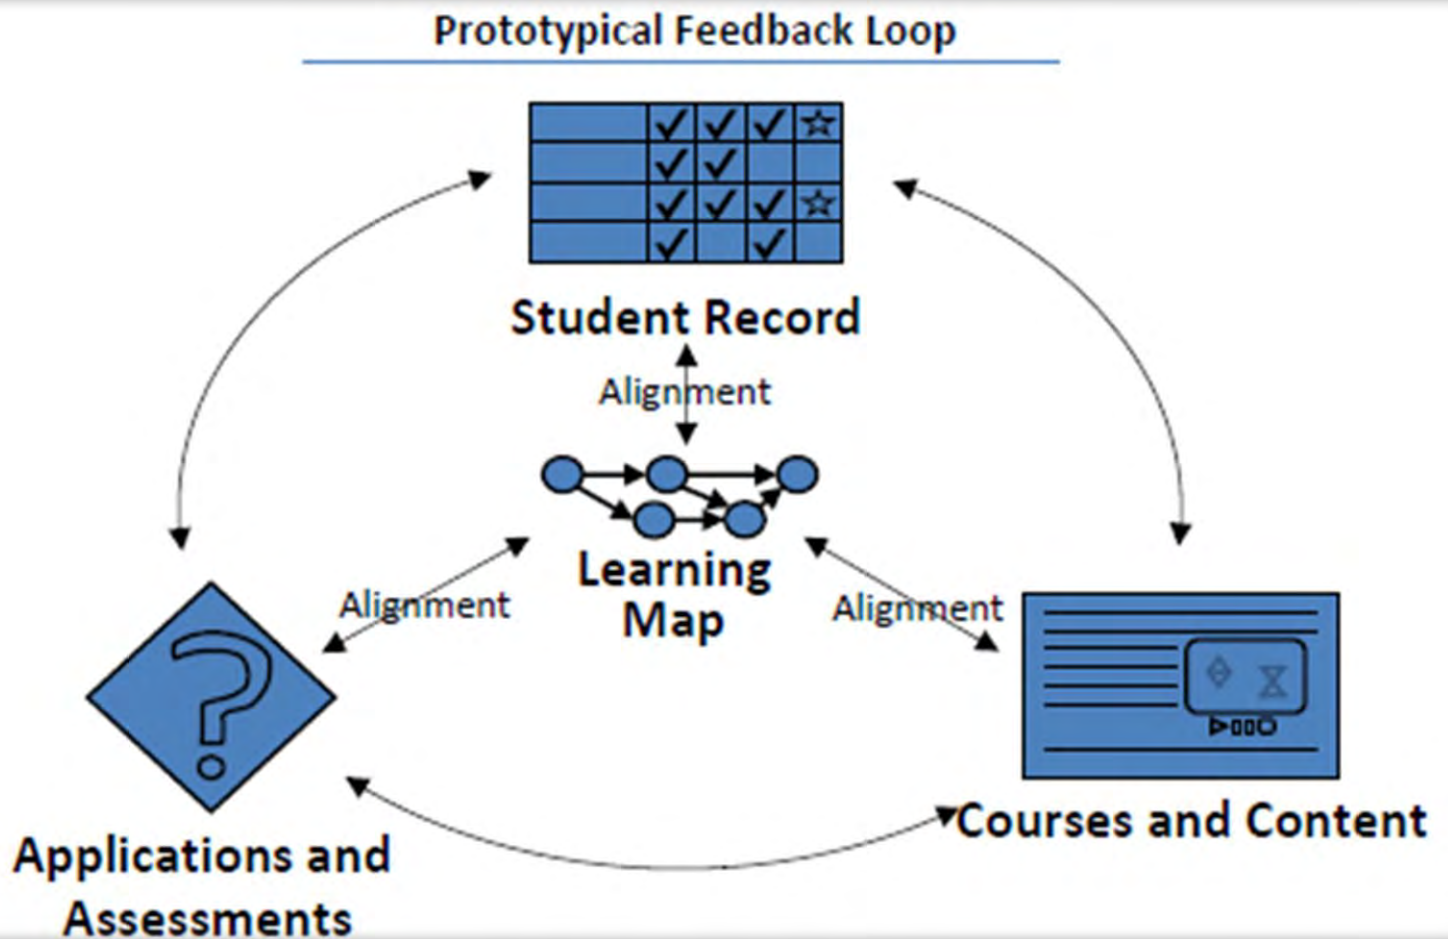 Prototypical Feedback Loop
Student Record
Alignment
Learning
Map
Alignment
Alignment
Applications and
Assessments
Courses and Content